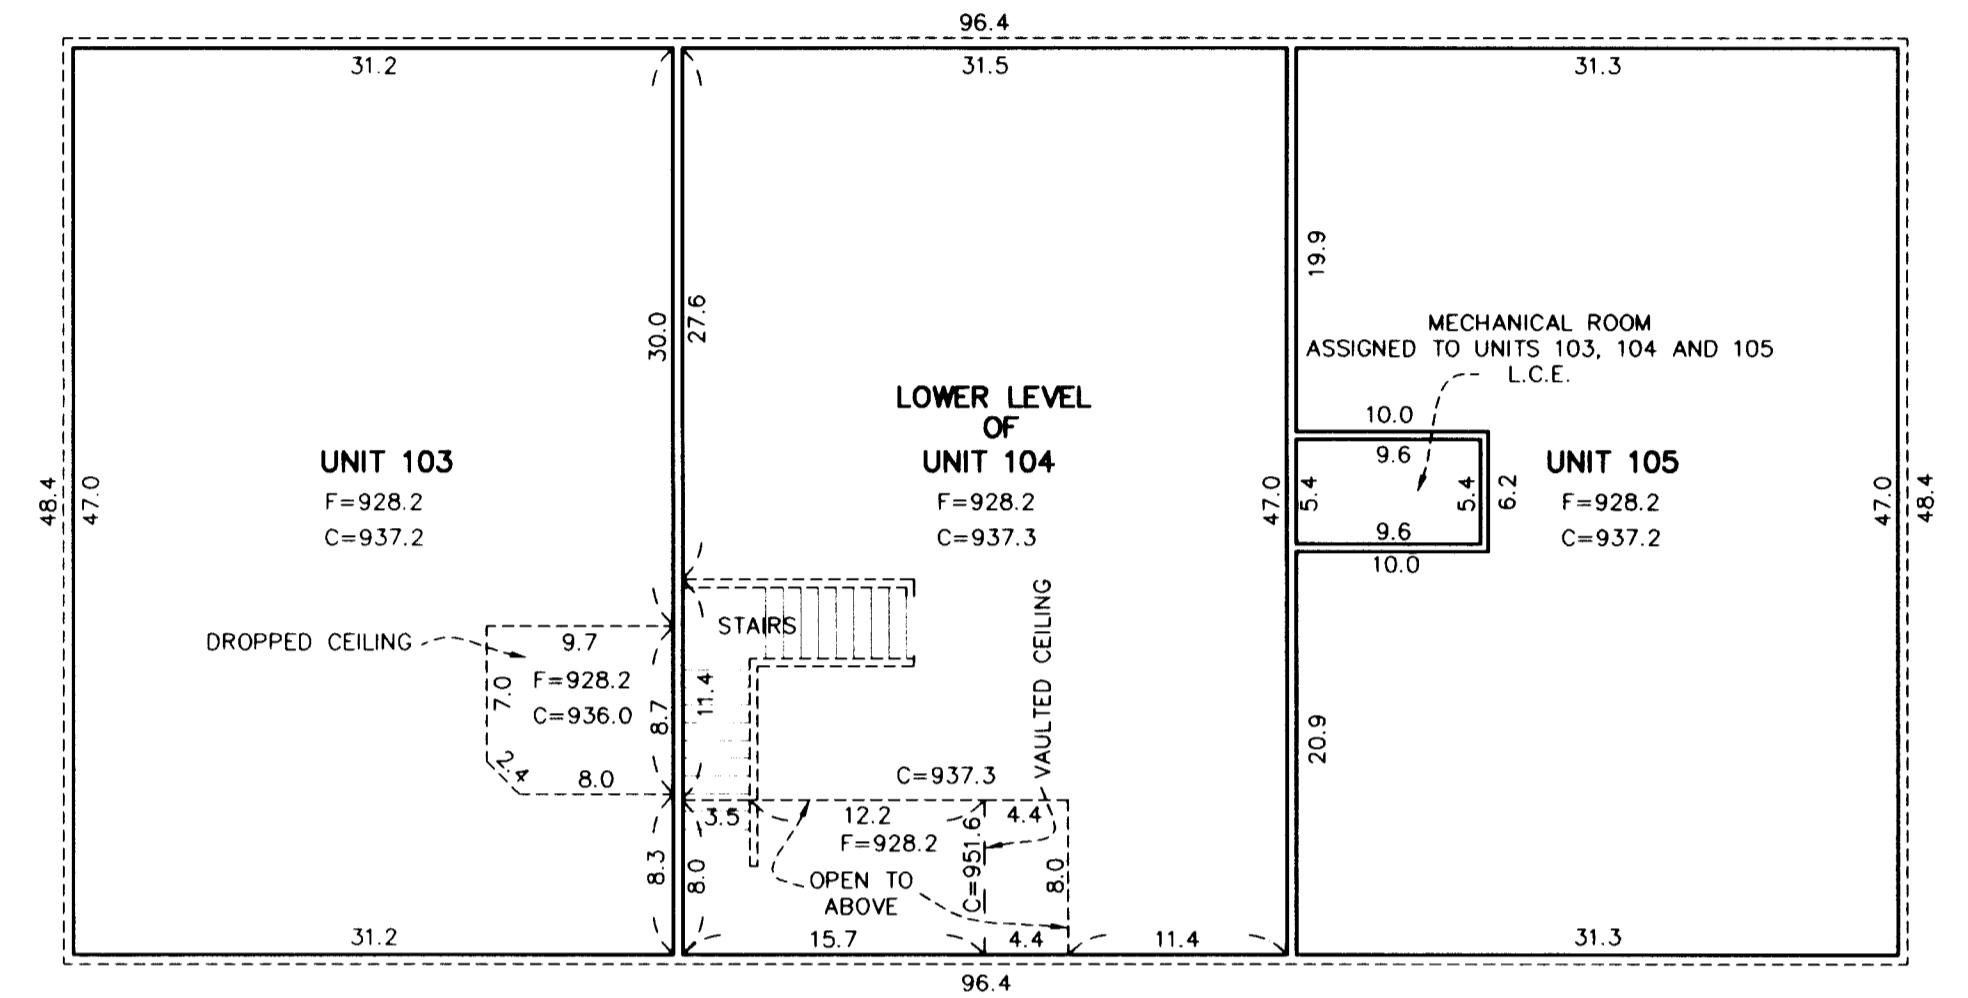 96.4
31.2
31.5
31.3
19.9
30.0
27.6
MECHANICAL ROOM
ASSIGNED TO UNITS 103, 104 AND 105
L.C.E.
LOWER LEVEL
OF
UNIT 104
F=928.2
C=937.3
UNIT 103
F=928.2
C=937.2
10.0
9.6
5.4
5.4
6.2
9.6
10.0
UNIT 105
F=928.2
C=937.2
48.4
47.0
47.0
47.0
48.4
STAIRS
VAULTED CEILING
DROPPED CEILING
9.7
F=928.2
C=936.0
7.0
8.7
2.4
8.0
11.4
20.9
C=937.3
3.5
12.2
4.4
F=928.2
C=951.6
8.0
8.3
8.0
OPEN TO
ABOVE
31.2
15.7
4.4
11.4
31.3
96.4